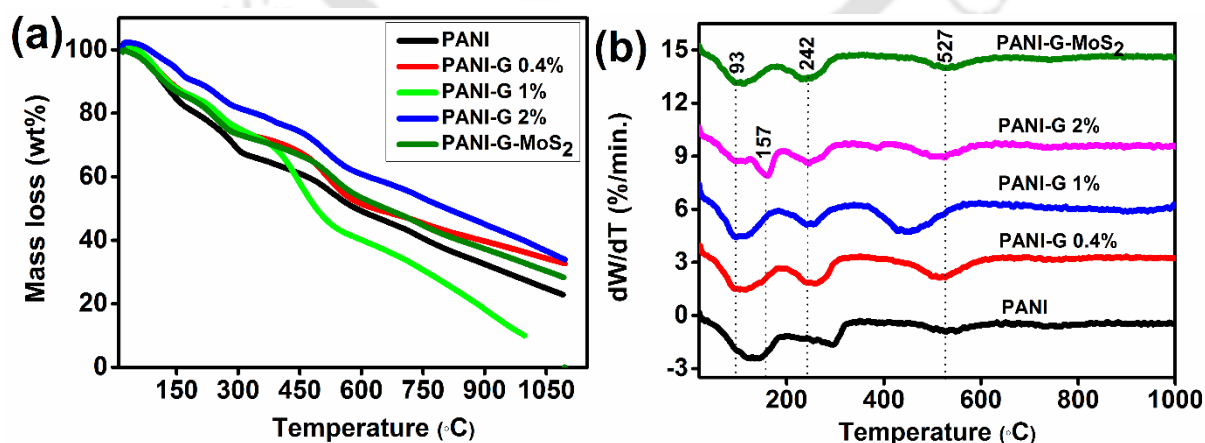 (a)
100
80
60
40
20
0
Mass loss (wt%)
PANI
PANI-G 0.4%
PANI-G 1%
PANI-G 2%
PANI-G-MoS₂
150 300 450 600 750 900 1050
Temperature (◦C)
(b)
15
12
9
6
3
0
-3
dW/dT (%/min.)
93
242
527
157
PANI-G-MoS₂
PANI-G 2%
PANI-G 1%
PANI-G 0.4%
PANI
200 400 600 800 1000
Temperature (◦C)